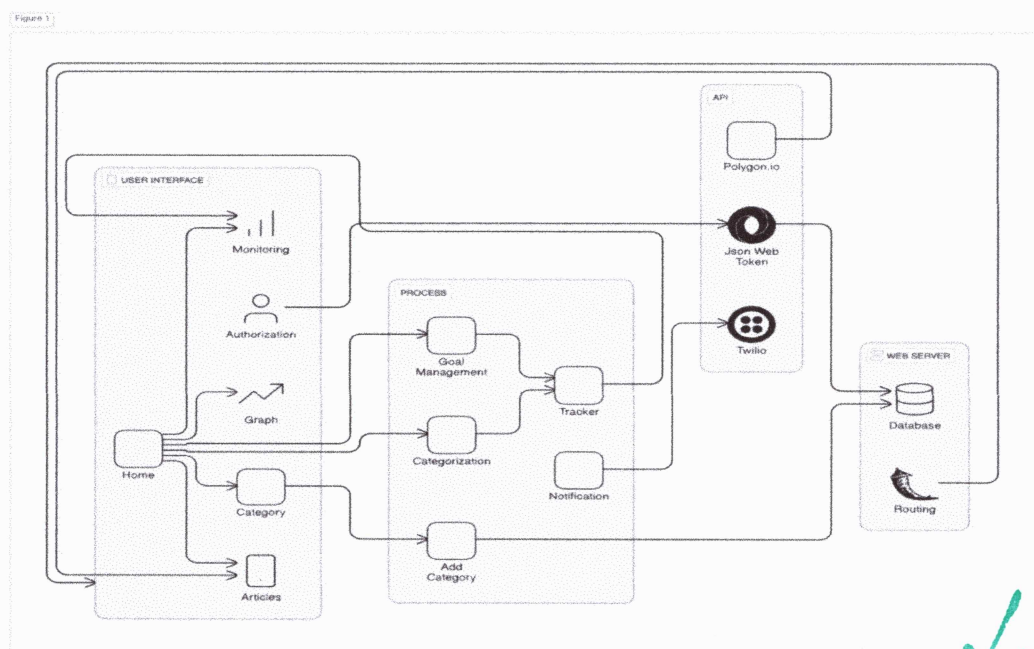 Figure 1
API
Polygon.io
USER INTERFACE
Monitoring
Json Web
Token
PROCESS
Authorization
Goal
Management
Twilio
WEB SERVER
Graph
Tracker
Database
Home
Categorization
Category
Notification
Routing
Add
Category
Articles